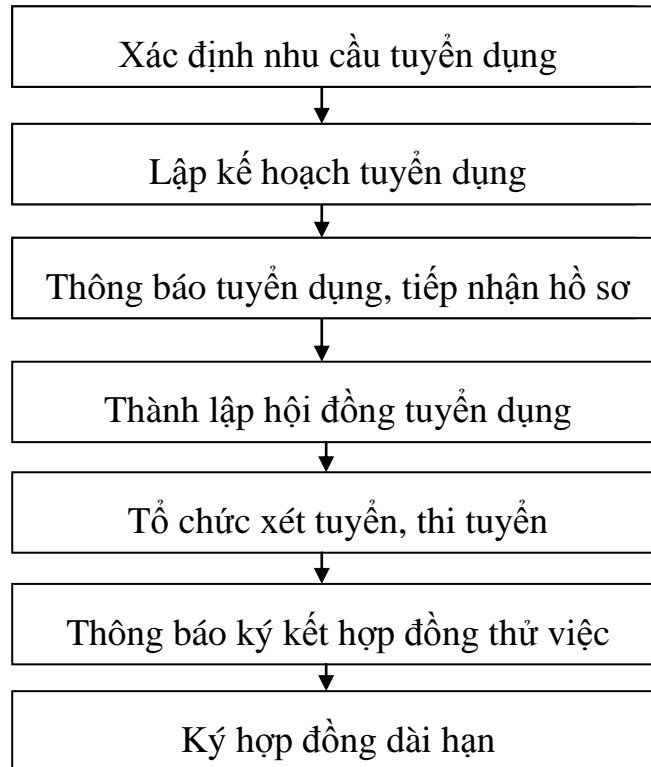 Xác định nhu cầu tuyển dụng
Lập kế hoạch tuyển dụng
Thông báo tuyển dụng, tiếp nhận hồ sơ
Thành lập hội đồng tuyển dụng
Tổ chức xét tuyển, thi tuyển
Thông báo ký kết hợp đồng thử việc
Ký hợp đồng dài hạn